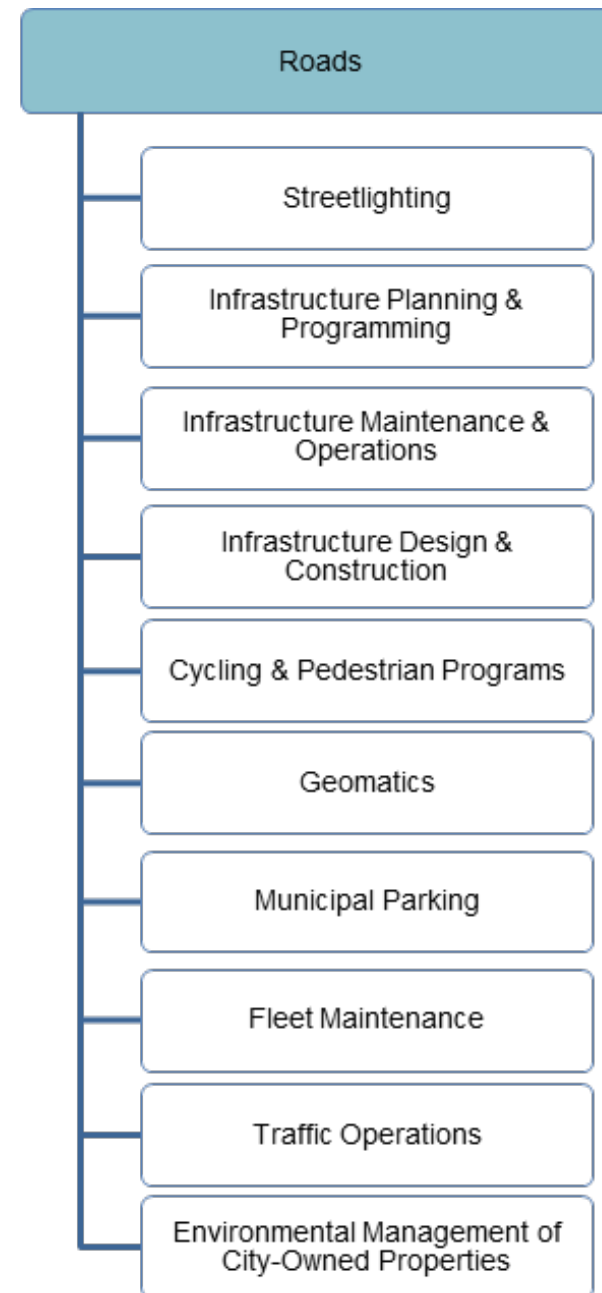 Roads
Streetlighting
Infrastructure Planning &
Programming
Infrastructure Maintenance &
Operations
Infrastructure Design &
Construction
Cycling & Pedestrian Programs
Geomatics
Municipal Parking
Fleet Maintenance
Traffic Operations
Environmental Management of
City-Owned Properties